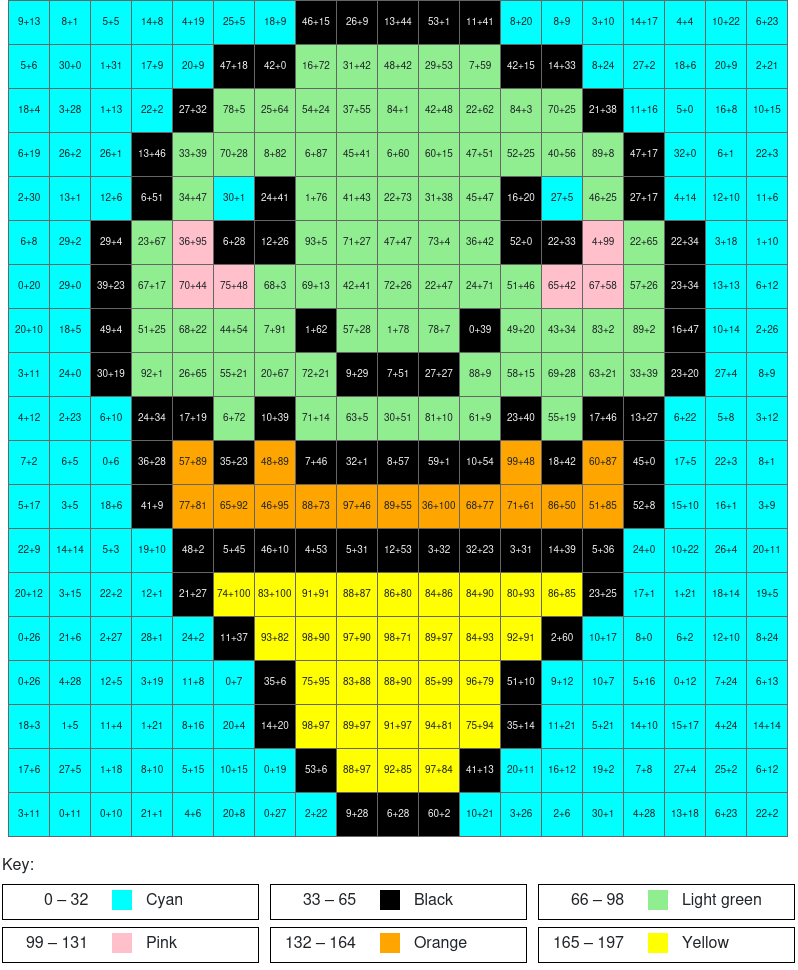 9+13 8+1 5+5 14+8 4+19 25+5 18+9 46+15 26+9 13+44 53+1 11+41 8+20 8+9 3+10 14+17 4+4 10+22 6+23
5+6 30+0 1+31 17+9 20+9 47+18 42+0 16+72 31+42 48+42 29+53 7+59 42+15 14+33 8+24 27+2 18+6 20+9 2+21
18+4 3+28 1+13 22+2 27+32 78+5 25+64 54+24 37+55 84+1 42+48 22+62 84+3 70+25 21+38 11+16 5+0 16+8 10+15
6+19 26+2 26+1 13+46 33+39 70+28 8+82 6+87 45+41 6+60 60+15 47+51 52+25 40+56 89+8 47+17 32+0 6+1 22+3
2+30 13+1 12+6 6+51 34+47 30+1 24+41 1+76 41+43 22+73 31+38 45+47 16+20 27+5 46+25 27+17 4+14 12+10 11+6
6+8 29+2 29+4 23+67 36+95 6+28 12+26 93+5 71+27 47+47 73+4 36+42 52+0 22+33 4+99 22+65 22+34 3+18 1+10
0+20 29+0 39+23 67+17 70+44 75+48 68+3 69+13 42+41 72+26 22+47 24+71 51+46 65+42 67+58 57+26 23+34 13+13 6+12
20+10 18+5 49+4 51+25 68+22 44+54 7+91 1+62 57+28 1+78 78+7 0+39 49+20 43+34 83+2 89+2 16+47 10+14 2+26
3+11 24+0 30+19 92+1 26+65 55+21 20+67 72+21 9+29 7+51 27+27 88+9 58+15 69+28 63+21 33+39 23+20 27+4 8+9
4+12 2+23 6+10 24+34 17+19 6+72 10+39 71+14 63+5 30+51 81+10 61+9 23+40 55+19 17+46 13+27 6+22 5+8 3+12
7+2 6+5 0+6 36+28 57+89 35+23 48+89 7+46 32+1 8+57 59+1 10+54 99+48 18+42 60+87 45+0 17+5 22+3 8+1
5+17 3+5 18+6 41+9 77+81 65+92 46+95 88+73 97+46 89+55 36+100 68+77 71+61 86+50 51+85 52+8 15+10 16+1 3+9
22+9 14+14 5+3 19+10 48+2 5+45 46+10 4+53 5+31 12+53 3+32 32+23 3+31 14+39 5+36 24+0 10+22 26+4 20+11
20+12 3+15 22+2 12+1 21+27 74+100 83+100 91+91 88+87 86+80 84+86 84+90 80+93 86+85 23+25 17+1 1+21 18+14 19+5
0+26 21+6 2+27 28+1 24+2 11+37 93+82 98+90 97+90 98+71 89+97 84+93 92+91 2+60 10+17 8+0 6+2 12+10 8+24
0+26 4+28 12+5 3+19 11+8 0+7 35+6 75+95 83+88 88+90 85+99 96+79 51+10 9+12 10+7 5+16 0+12 7+24 6+13
18+3 1+5 11+4 1+21 8+16 20+4 14+20 98+97 89+97 91+97 94+81 75+94 35+14 11+21 5+21 14+10 15+17 4+24 14+14
17+6 27+5 1+18 8+10 5+15 10+15 0+19 53+6 88+97 92+85 97+84 41+13 20+11 16+12 19+2 7+8 27+4 25+2 6+12
3+11 0+11 0+10 21+1 4+6 20+8 0+27 2+22 9+28 6+28 60+2 10+21 3+26 2+6 30+1 4+28 13+18 6+23 22+2
Key:
0 – 32 Cyan 33 – 65 Black 66 – 98 Light green
99 – 131 Pink 132 – 164 Orange 165 – 197 Yellow